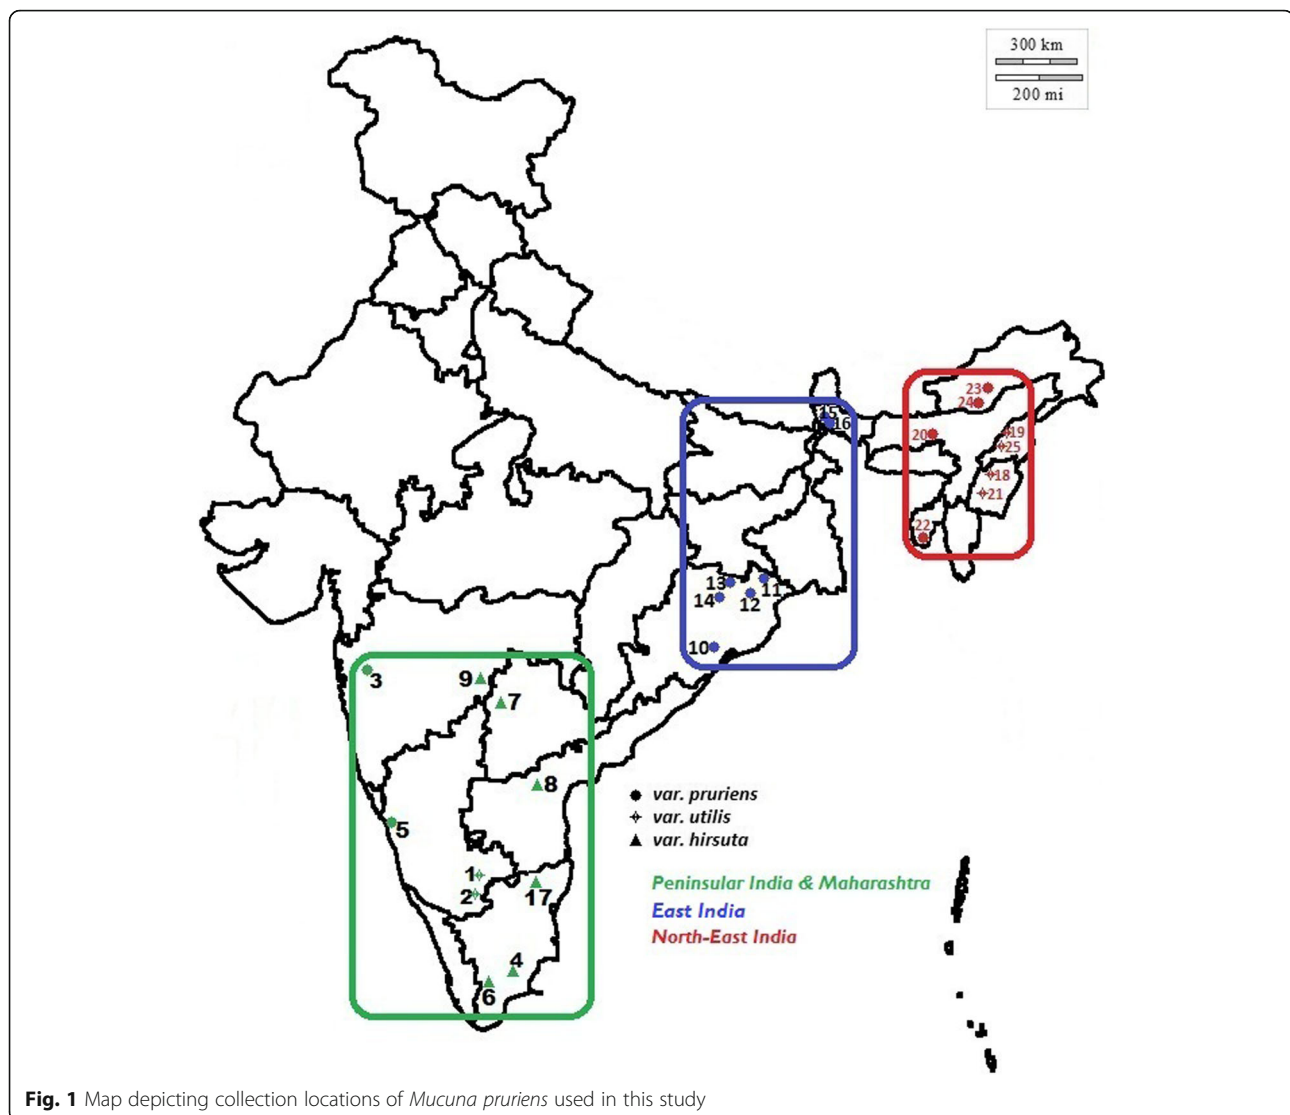 300 km
200 mi
15
16
23
24
20
19
25
18
21
22
13
11
14
12
10
3
9
7
8
5
1
2
17
4
6
var. pruriens
var. utilis
var. hirsuta
Peninsular India & Maharashtra
East India
North-East India
Fig. 1 Map depicting collection locations of Mucuna pruriens used in this study